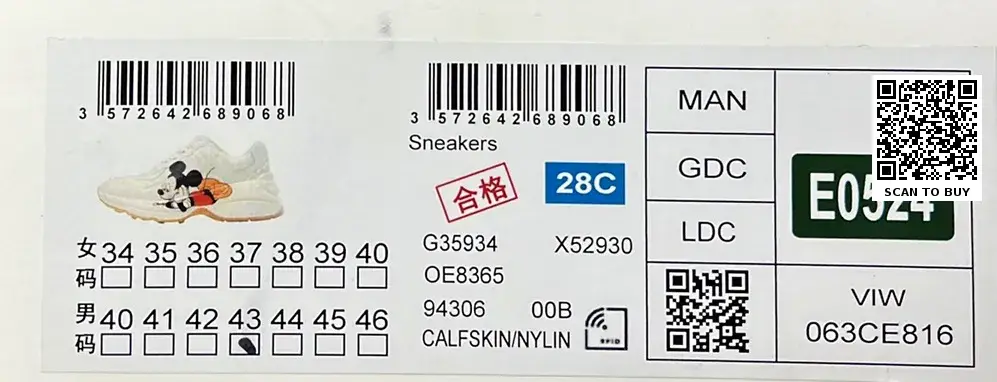 3 572642 689068
女码 34 35 36 37 38 39 40
男码 40 41 42 43 44 45 46
3 572642 689068
Sneakers
合格
28C
G35934 X52930
OE8365
94306 00B
CALFSKIN/NYLIN
RFID
MAN
GDC
LDC
SCAN TO BUY
E0524
VIW
063CE816